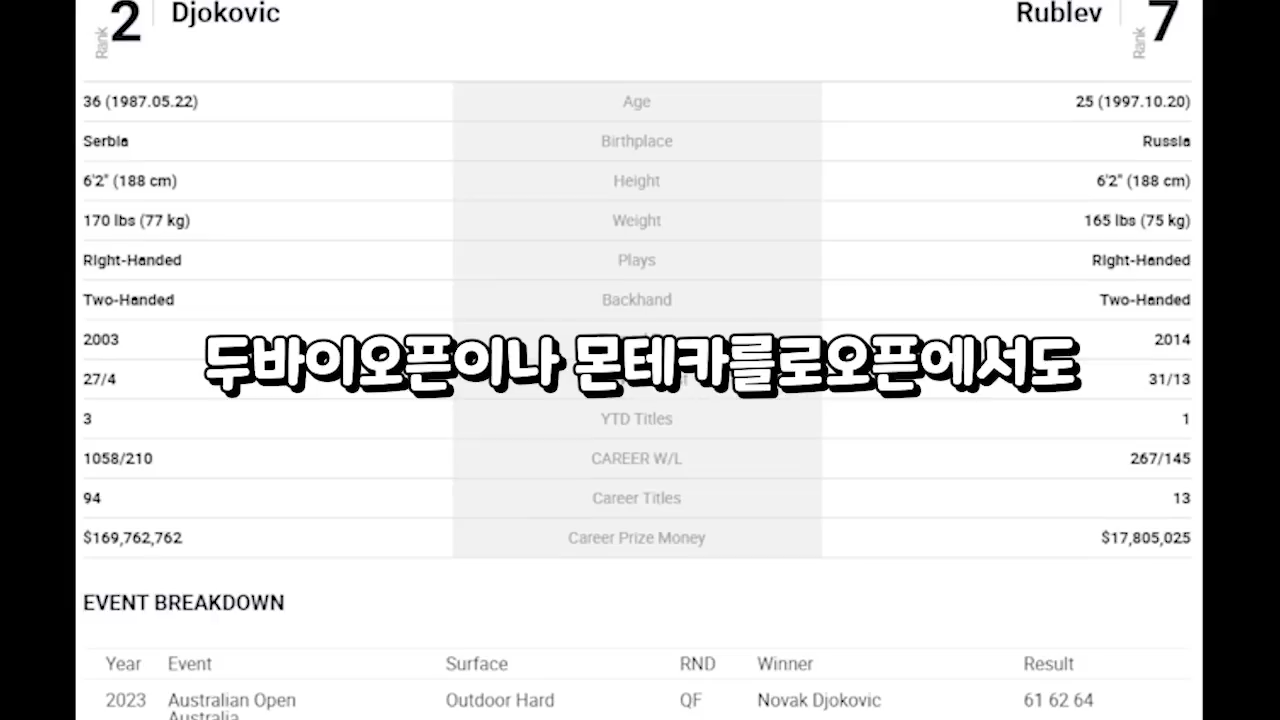 Rank 2 Djokovic Rublev Rank 7
36 (1987.05.22) Age 25 (1997.10.20)
Serbia Birthplace Russia
6'2" (188 cm) Height 6'2" (188 cm)
170 lbs (77 kg) Weight 165 lbs (75 kg)
Right-Handed Plays Right-Handed
Two-Handed Backhand Two-Handed
2003 2014
두바이오픈이나 몬테카를로오픈에서도
27/4 31/13
3 YTD Titles 1
1058/210 CAREER W/L 267/145
94 Career Titles 13
$169,762,762 Career Prize Money $17,805,025
EVENT BREAKDOWN
Year Event Surface RND Winner Result
2023 Australian Open Outdoor Hard QF Novak Djokovic 61 62 64
Australia